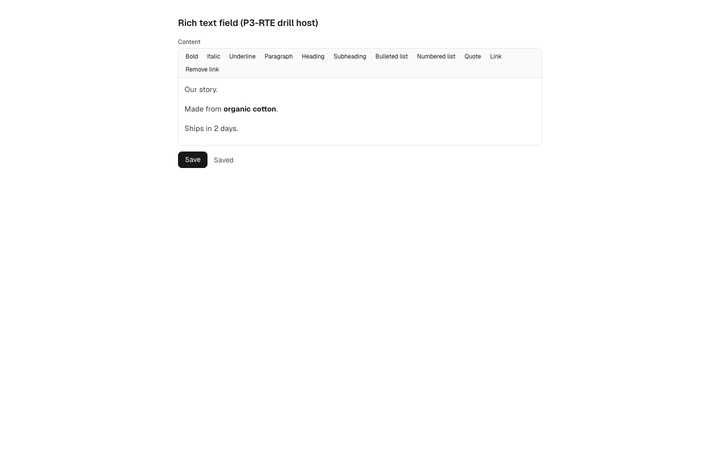 Rich text field (P3-RTE drill host)
Content
Bold Italic Underline Paragraph Heading Subheading Bulleted list Numbered list Quote Link
Remove link
Our story.
Made from organic cotton.
Ships in 2 days.
Save Saved